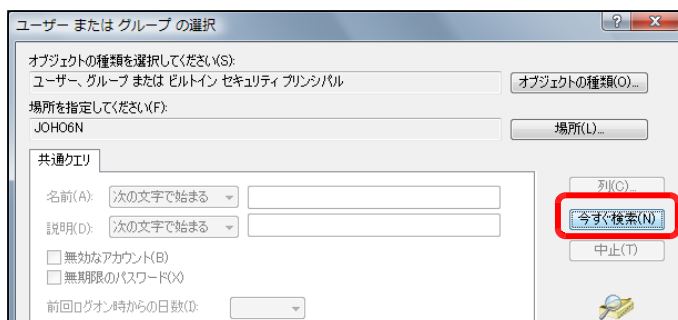 ユーザー または グループ の選択
オブジェクトの種類を選択してください(S):
ユーザー、グループ または ビルトイン セキュリティ プリンシパル
オブジェクトの種類(O)...
場所を指定してください(F):
JOHO6N
場所(L)...
共通クエリ
名前(A):
次の文字で始まる
列(C)...
説明(D):
次の文字で始まる
今すぐ検索(N)
無効なアカウント(B)
中止(T)
無期限のパスワード(X)
前回ログオン時からの日数(I):